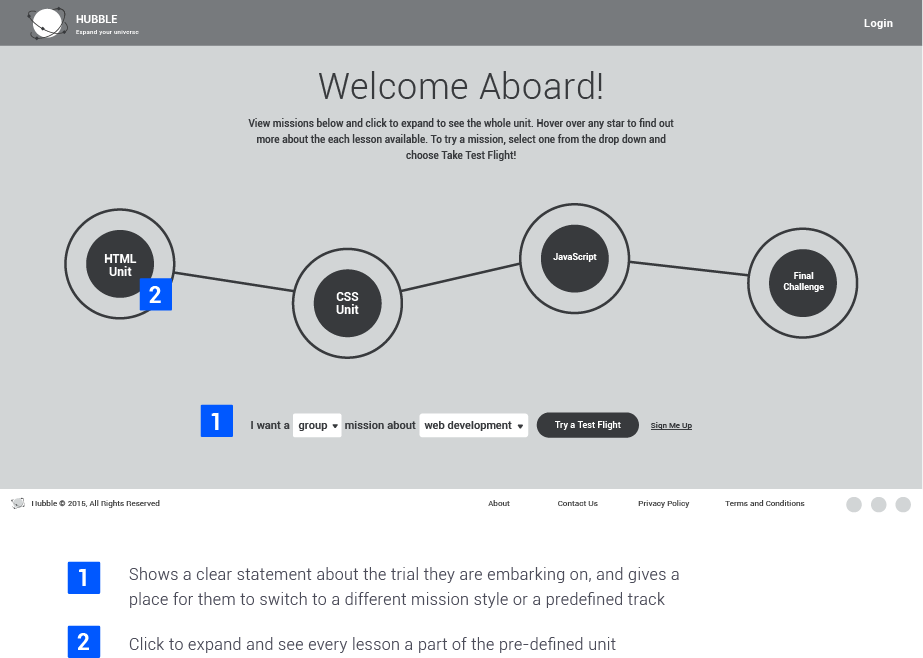 HUBBLE
Expand your universe
Login
Welcome Aboard!
View missions below and click to expand to see the whole unit. Hover over any star to find out
more about the each lesson available. To try a mission, select one from the drop down and
choose Take Test Flight!
HTML
Unit
2
CSS
Unit
JavaScript
Final
Challenge
1
I want a group mission about web development Try a Test Flight Sign Me Up
Hubble © 2015, All Rights Reserved
About Contact Us Privacy Policy Terms and Conditions
1
Shows a clear statement about the trial they are embarking on, and gives a
place for them to switch to a different mission style or a predefined track
2
Click to expand and see every lesson a part of the pre-defined unit